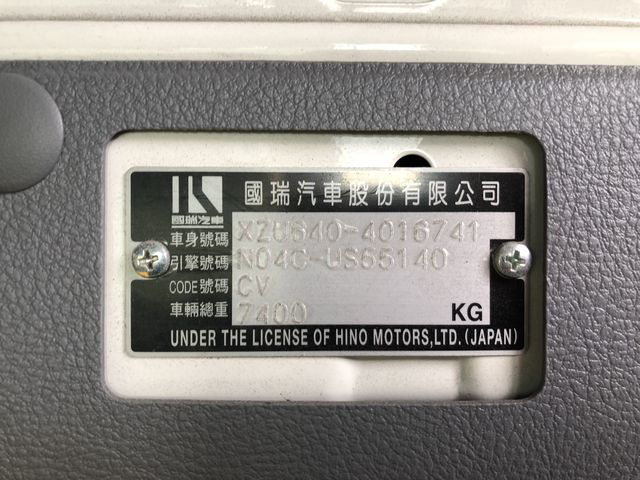 國瑞汽車股份有限公司
國瑞汽車
車身號碼 XZU640-4016741
引擎號碼 N04C-US65140
CODE號碼 CV
車輛總重 7400 KG
UNDER THE LICENSE OF HINO MOTORS,LTD.(JAPAN)